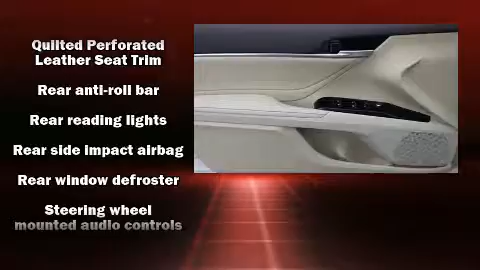 Quilted Perforated
Leather Seat Trim
Rear anti-roll bar
Rear reading lights
Rear side impact airbag
Rear window defroster
Steering wheel
mounted audio controls